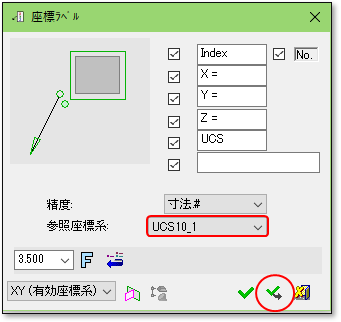 座標ﾗﾍﾞﾙ
Index
No.
X =
Y =
Z =
UCS
精度:
寸法.#
参照座標系:
UCS10_1
3.500
XY (有効座標系)